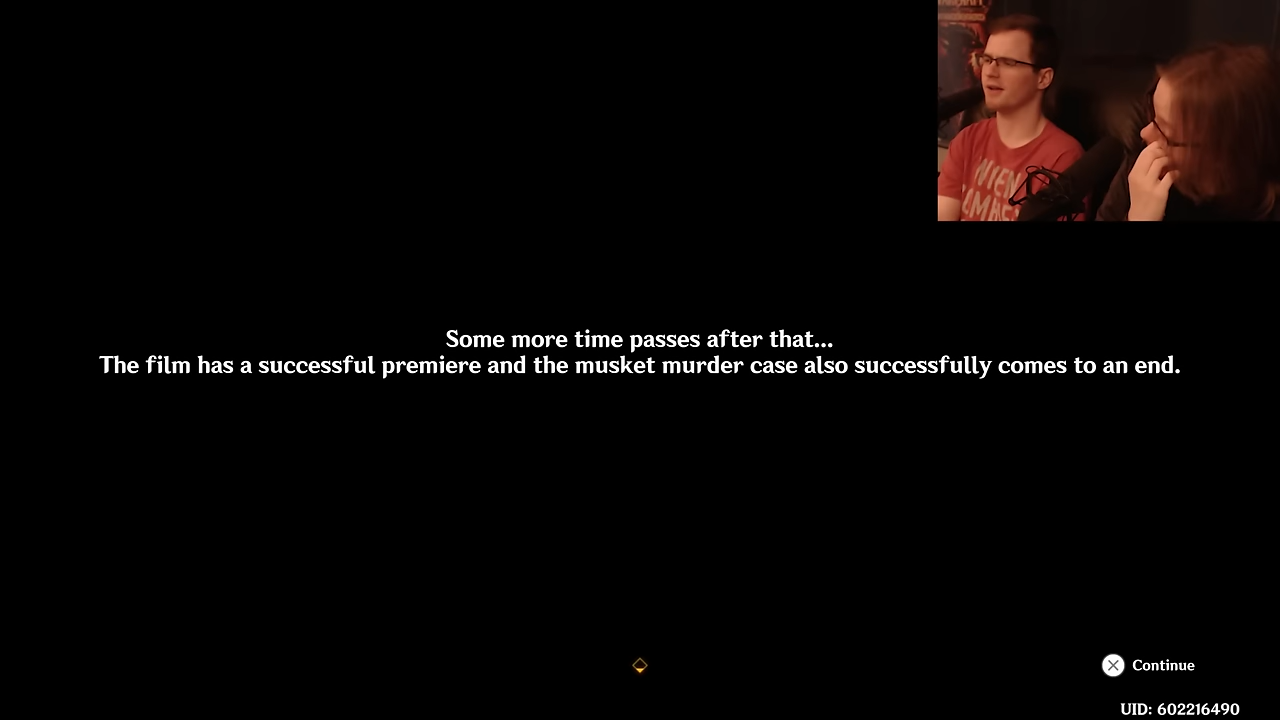 Some more time passes after that...
The film has a successful premiere and the musket murder case also successfully comes to an end.
Continue
UID: 602216490